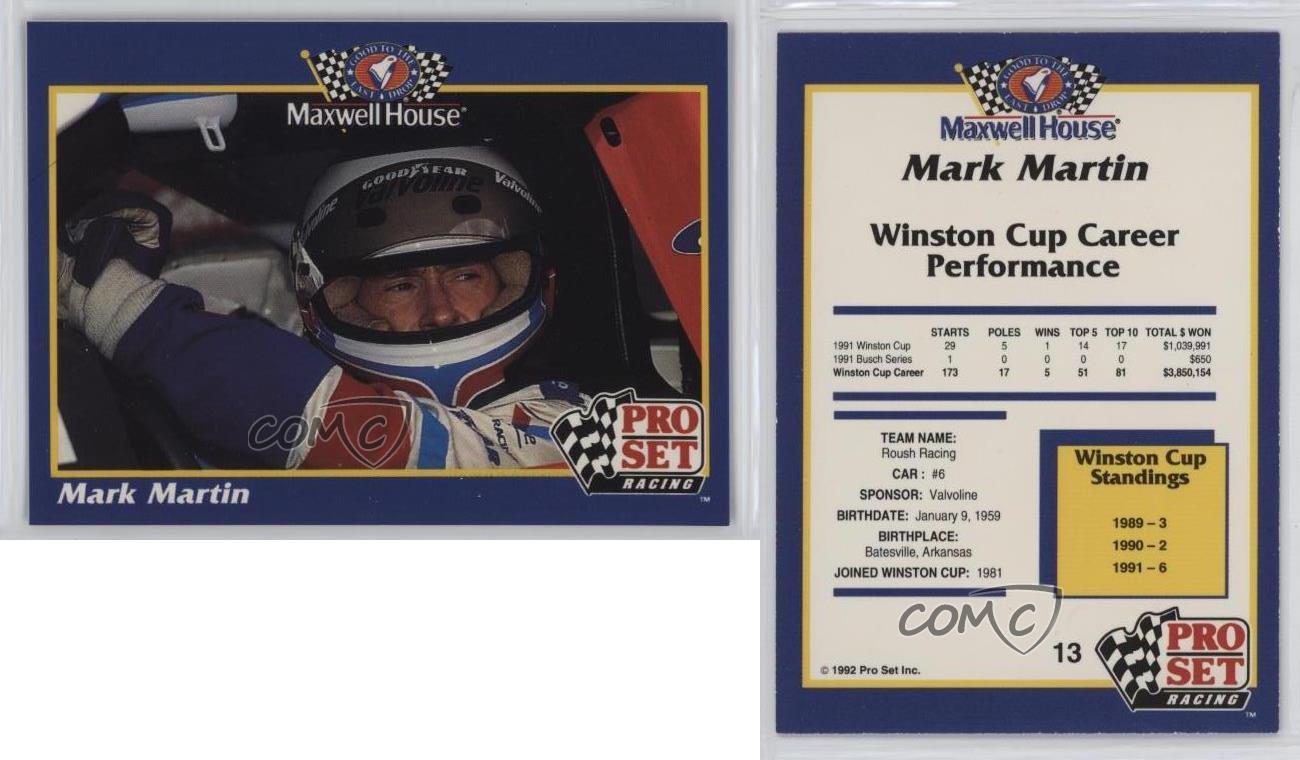 GOOD TO THE
LAST DROP
Maxwell House®
GOODYEAR
Valvoline
Valvoline
COMC
PRO
SET
RACING
TM
Mark Martin
GOOD TO THE
LAST DROP
Maxwell House®
Mark Martin
Winston Cup Career
Performance
STARTS POLES WINS TOP 5 TOP 10 TOTAL $ WON
1991 Winston Cup 29 5 1 14 17 $1,039,991
1991 Busch Series 1 0 0 0 0 $650
Winston Cup Career 173 17 5 51 81 $3,850,154
TEAM NAME:
Roush Racing
CAR : #6
SPONSOR: Valvoline
BIRTHDATE: January 9, 1959
BIRTHPLACE:
Batesville, Arkansas
JOINED WINSTON CUP: 1981
Winston Cup
Standings
1989 – 3
1990 – 2
1991 – 6
COMC
13
PRO
SET
RACING
TM
© 1992 Pro Set Inc.